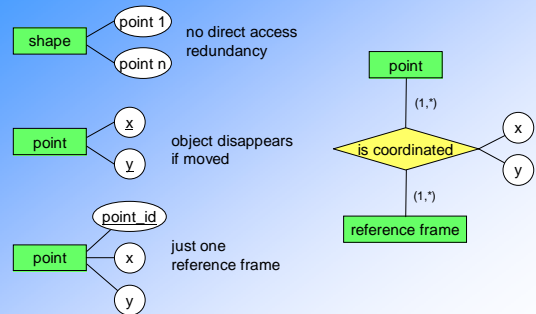 shape
point 1
point n
no direct access
redundancy
point
x
y
object disappears
if moved
point
point_id
x
y
just one
reference frame
point
(1,*)
is coordinated
x
y
(1,*)
reference frame